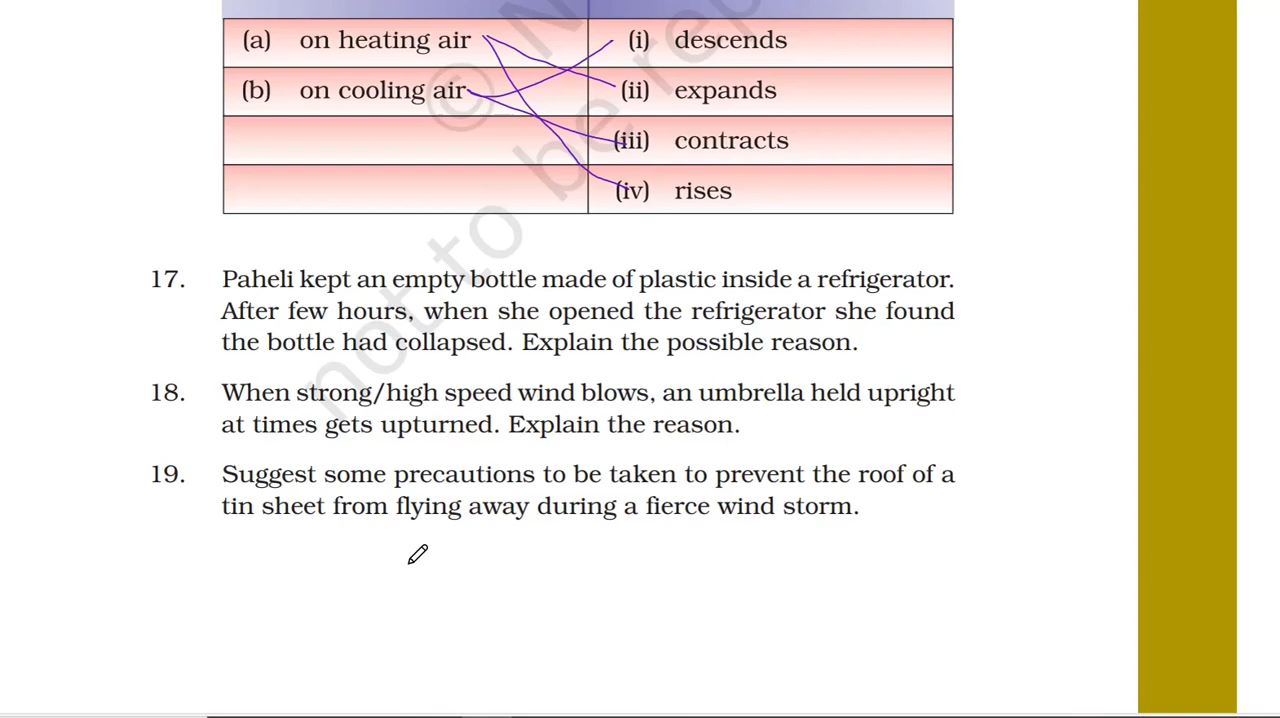 (a) on heating air (i) descends
(b) on cooling air (ii) expands
(iii) contracts
(iv) rises
17. Paheli kept an empty bottle made of plastic inside a refrigerator.
After few hours, when she opened the refrigerator she found
the bottle had collapsed. Explain the possible reason.
18. When strong/high speed wind blows, an umbrella held upright
at times gets upturned. Explain the reason.
19. Suggest some precautions to be taken to prevent the roof of a
tin sheet from flying away during a fierce wind storm.
© N
not to be rep